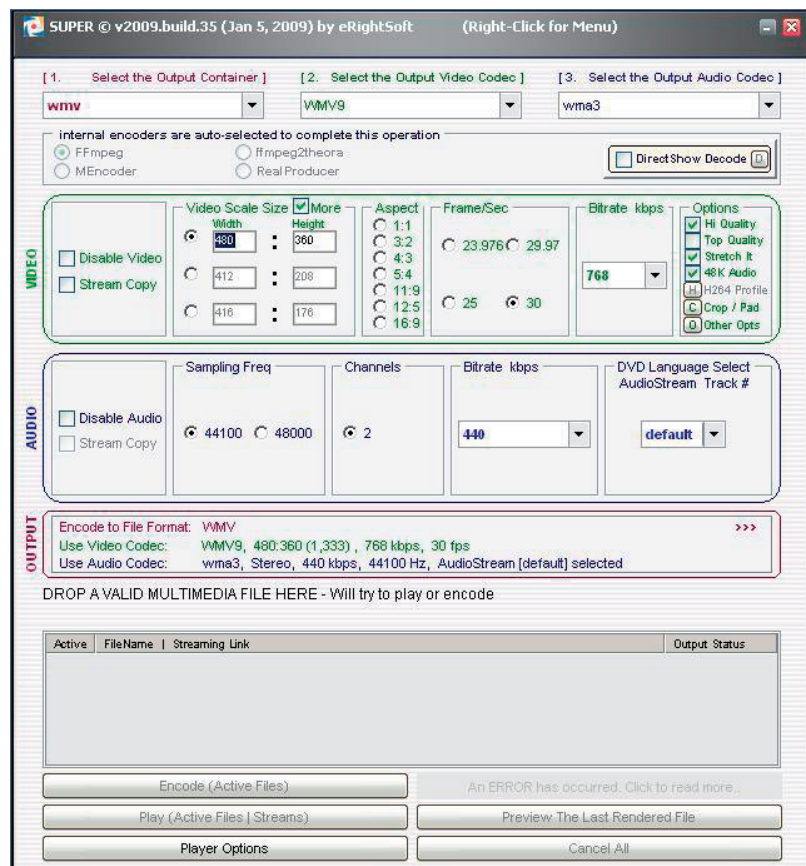 SUPER © v2009.build.35 (Jan 5, 2009) by eRightSoft (Right-Click for Menu)
[ 1. Select the Output Container ] [ 2. Select the Output Video Codec ] [ 3. Select the Output Audio Codec ]
wmv WMV9 wma3
internal encoders are auto-selected to complete this operation
FFmpeg ffmpeg2theora
MEncoder RealProducer
DirectShow Decode D
VIDEO
Disable Video
Stream Copy
Video Scale Size More
Width Height
480 : 360
412 : 208
416 : 176
Aspect
1:1
3:2
4:3
5:4
11:9
12:5
16:9
Frame/Sec
23.976 29.97
25 30
Bitrate kbps
768
Options
Hi Quality
Top Quality
Stretch It
48K Audio
H H264 Profile
C Crop / Pad
O Other Opts
AUDIO
Disable Audio
Stream Copy
Sampling Freq
44100 48000
Channels
2
Bitrate kbps
440
DVD Language Select
AudioStream Track #
default
OUTPUT
Encode to File Format: WMV >>>
Use Video Codec: WMV9, 480:360 (1,333) , 768 kbps, 30 fps
Use Audio Codec: wma3, Stereo, 440 kbps, 44100 Hz, AudioStream [default] selected
DROP A VALID MULTIMEDIA FILE HERE - Will try to play or encode
Active FileName | Streaming Link Output Status
Encode (Active Files) An ERROR has occurred. Click to read more..
Play (Active Files | Streams) Preview The Last Rendered File
Player Options Cancel All